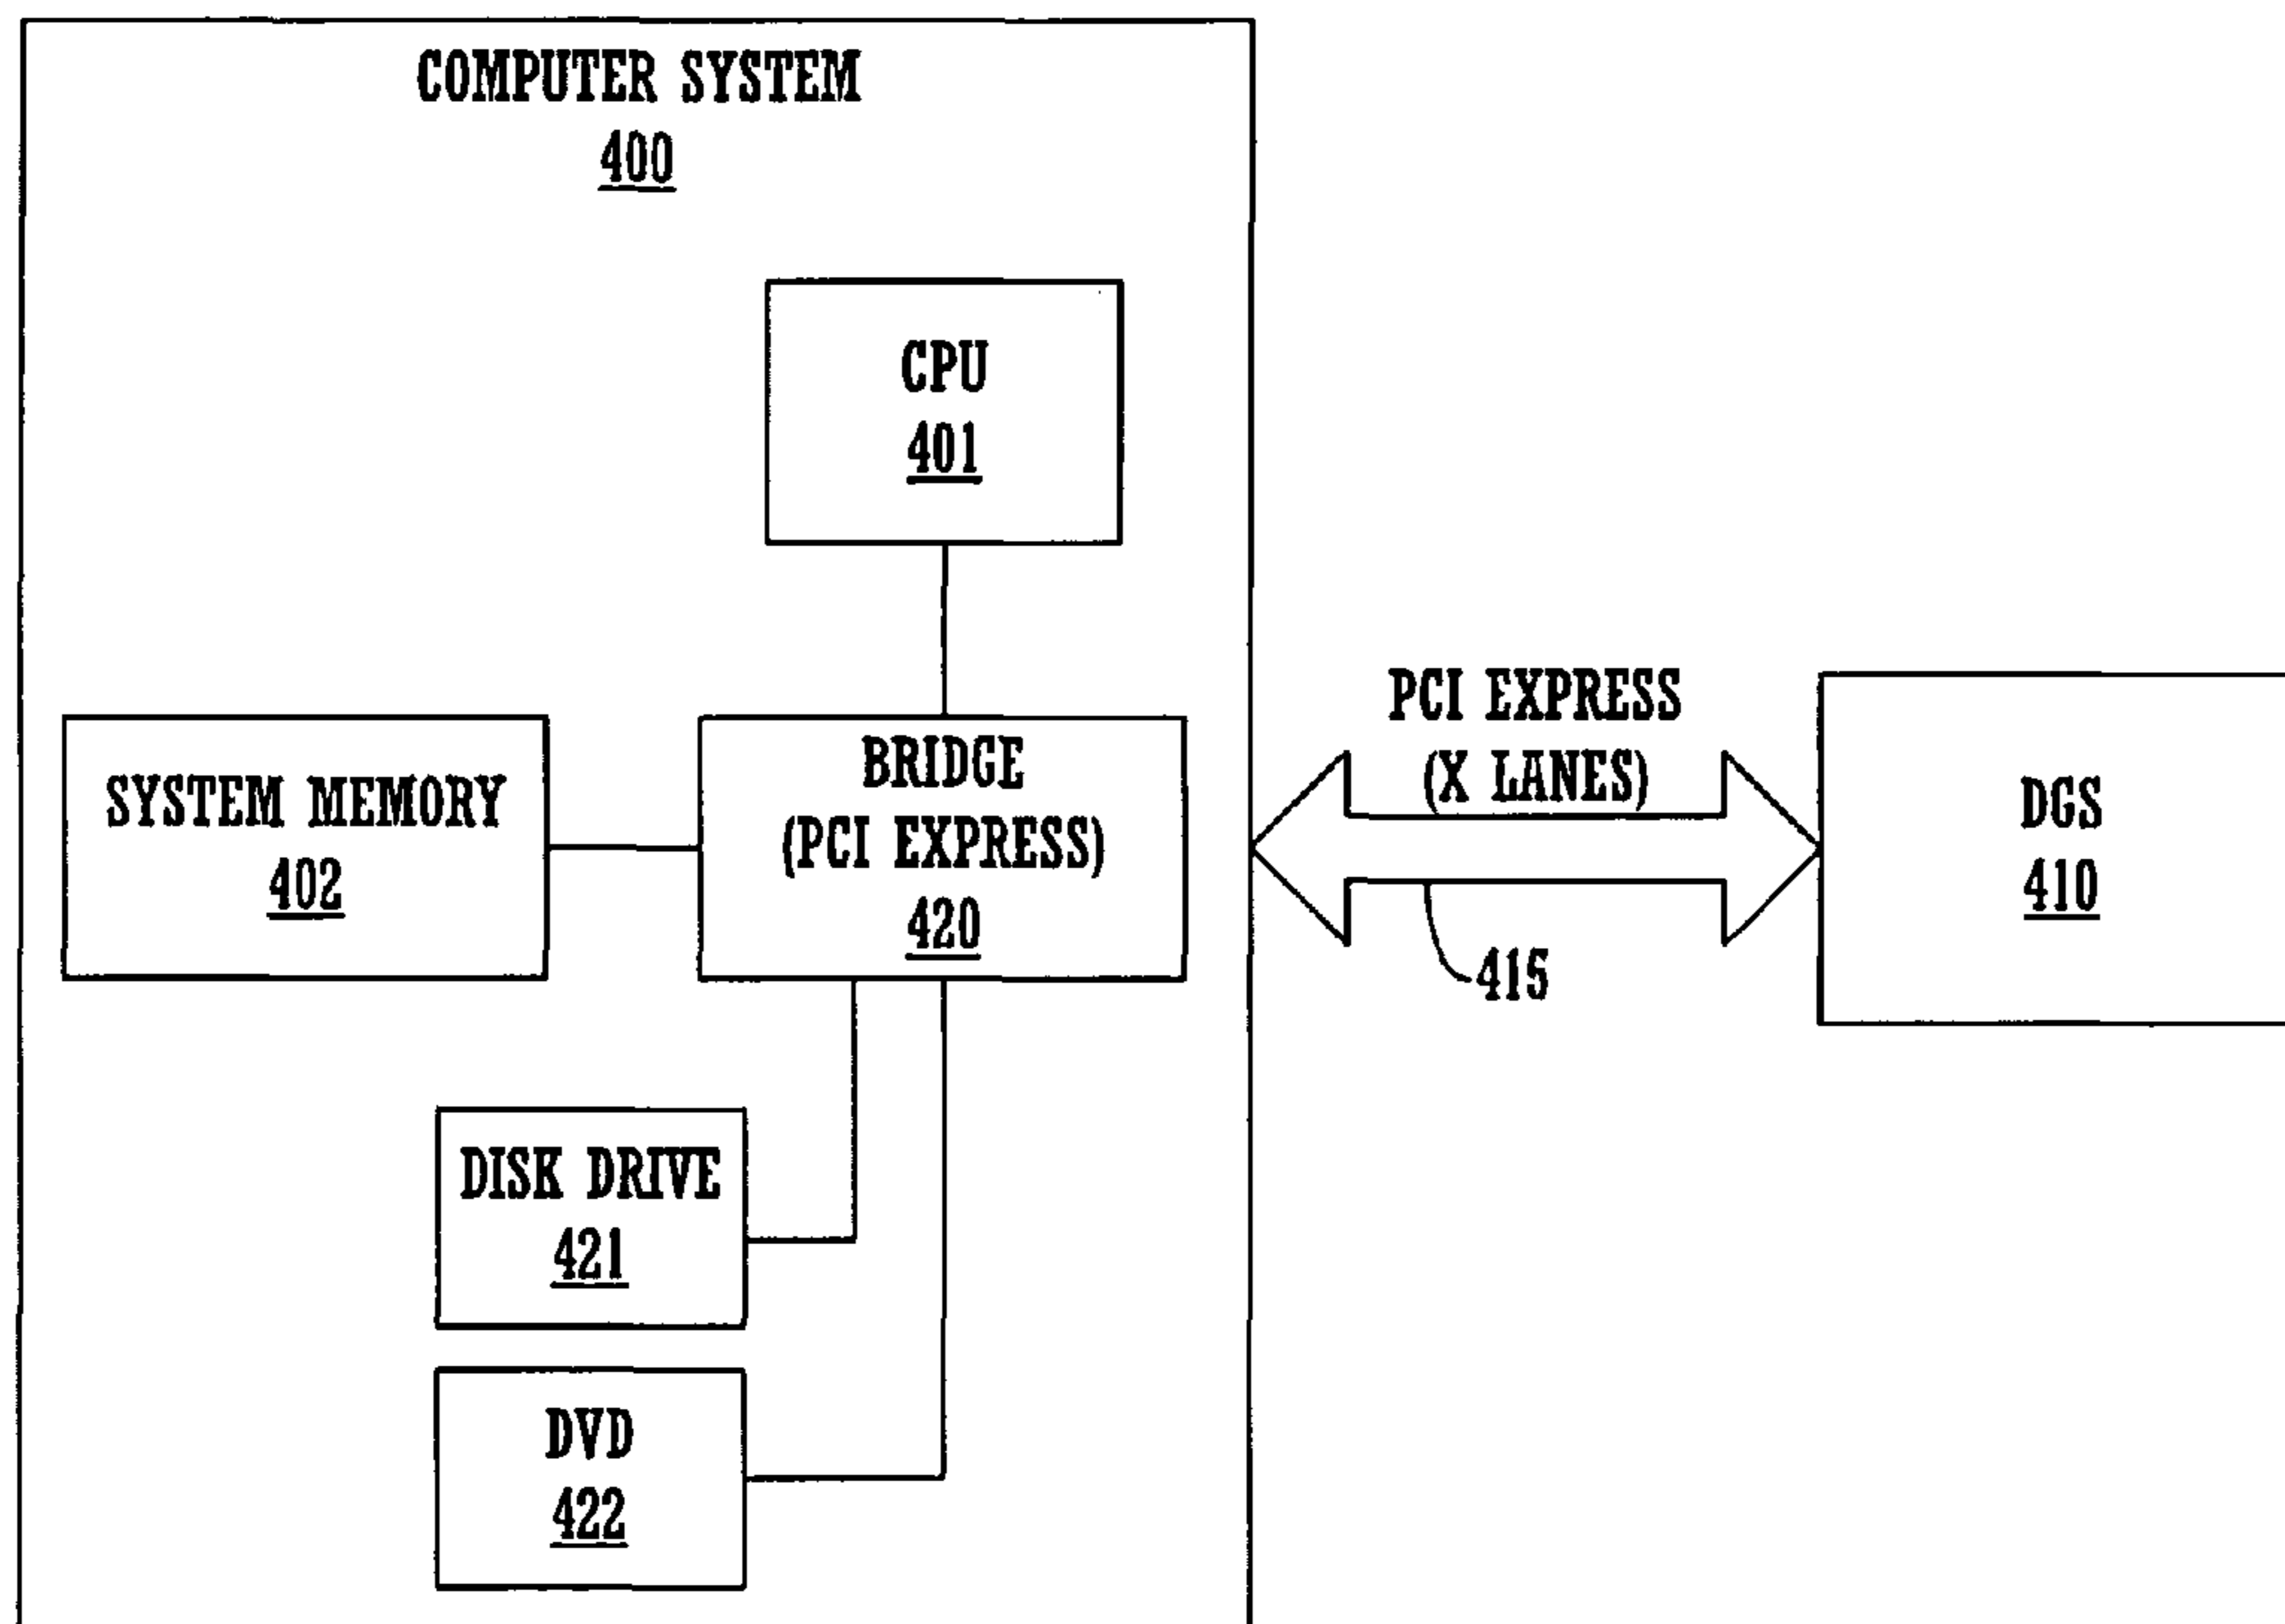 COMPUTER SYSTEM
400
CPU
401
SYSTEM MEMORY
402
BRIDGE
(PCI EXPRESS)
420
PCI EXPRESS
(X LANES)
415
DGS
410
DISK DRIVE
421
DVD
422